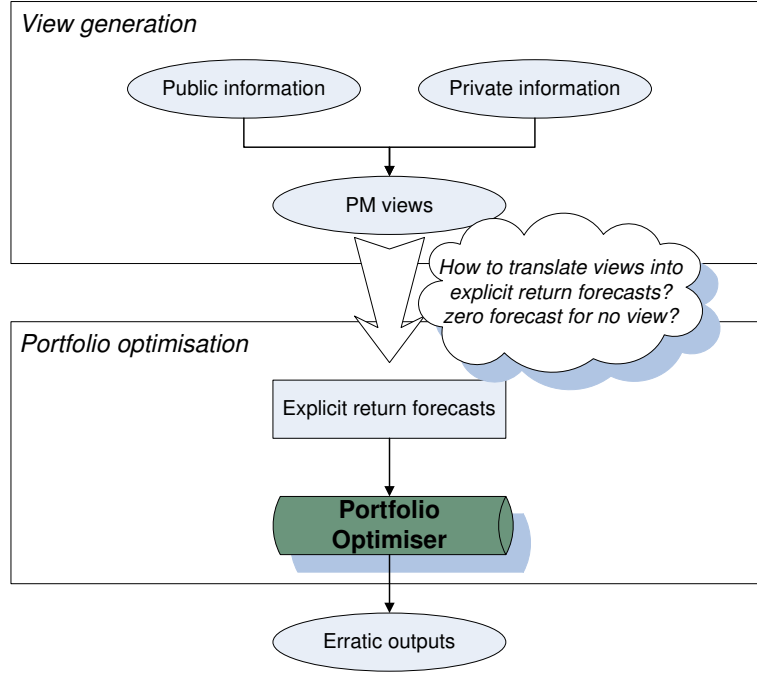 View generation
Public information
Private information
PM views
How to translate views into
explicit return forecasts?
zero forecast for no view?
Portfolio optimisation
Explicit return forecasts
Portfolio
Optimiser
Erratic outputs